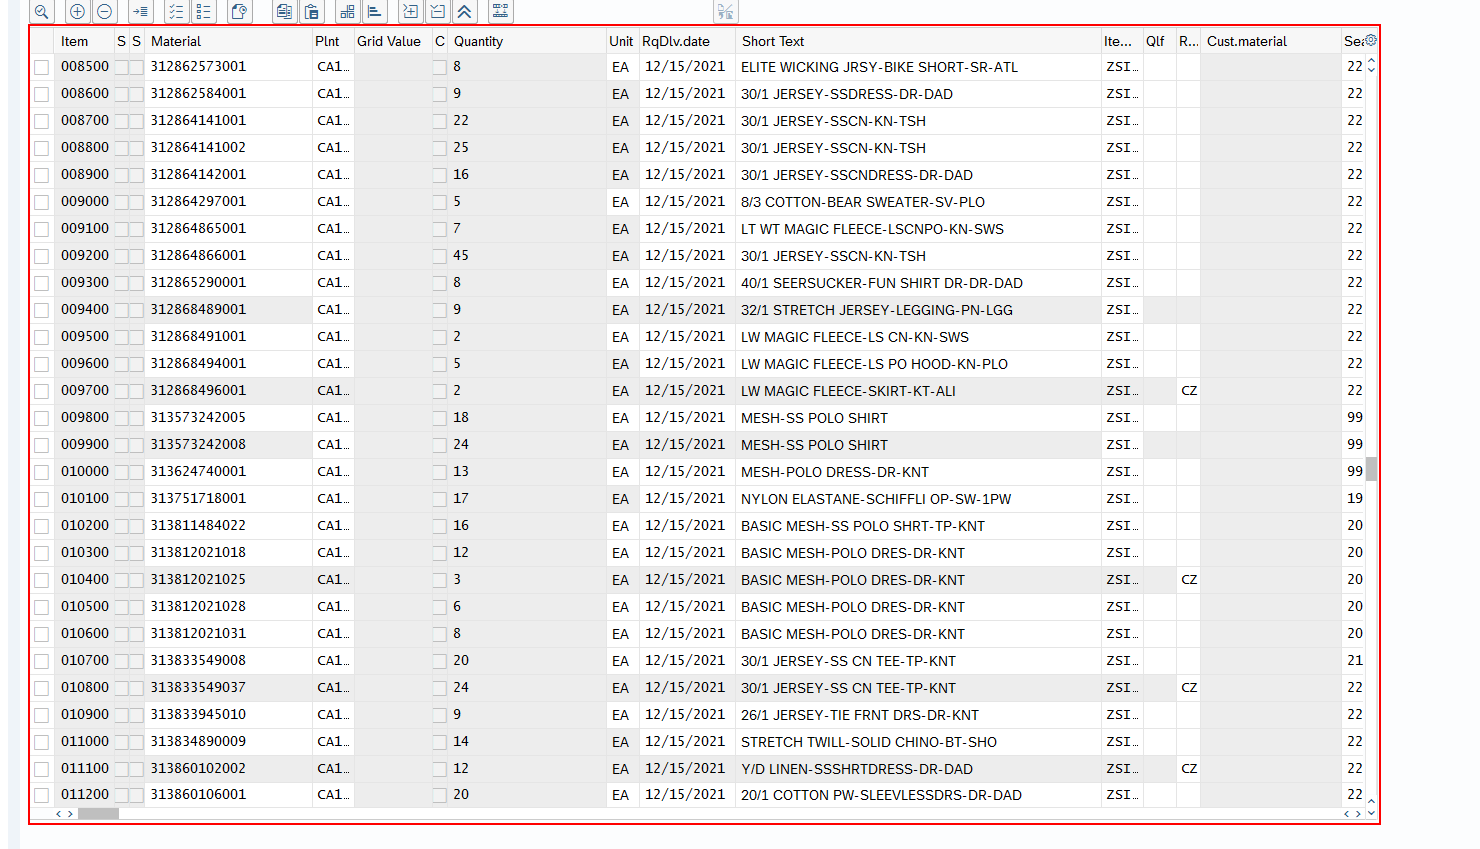 Item S S Material Plnt Grid Value C Quantity Unit RqDlv.date Short Text Ite... Qlf R... Cust.material Sea
008500 312862573001 CA1... 8 EA 12/15/2021 ELITE WICKING JRSY-BIKE SHORT-SR-ATL ZSI... 22
008600 312862584001 CA1... 9 EA 12/15/2021 30/1 JERSEY-SSDRESS-DR-DAD ZSI... 22
008700 312864141001 CA1... 22 EA 12/15/2021 30/1 JERSEY-SSCN-KN-TSH ZSI... 22
008800 312864141002 CA1... 25 EA 12/15/2021 30/1 JERSEY-SSCN-KN-TSH ZSI... 22
008900 312864142001 CA1... 16 EA 12/15/2021 30/1 JERSEY-SSCNDRESS-DR-DAD ZSI... 22
009000 312864297001 CA1... 5 EA 12/15/2021 8/3 COTTON-BEAR SWEATER-SV-PLO ZSI... 22
009100 312864865001 CA1... 7 EA 12/15/2021 LT WT MAGIC FLEECE-LSCNPO-KN-SWS ZSI... 22
009200 312864866001 CA1... 45 EA 12/15/2021 30/1 JERSEY-SSCN-KN-TSH ZSI... 22
009300 312865290001 CA1... 8 EA 12/15/2021 40/1 SEERSUCKER-FUN SHIRT DR-DR-DAD ZSI... 22
009400 312868489001 CA1... 9 EA 12/15/2021 32/1 STRETCH JERSEY-LEGGING-PN-LGG ZSI... 22
009500 312868491001 CA1... 2 EA 12/15/2021 LW MAGIC FLEECE-LS CN-KN-SWS ZSI... 22
009600 312868494001 CA1... 5 EA 12/15/2021 LW MAGIC FLEECE-LS PO HOOD-KN-PLO ZSI... 22
009700 312868496001 CA1... 2 EA 12/15/2021 LW MAGIC FLEECE-SKIRT-KT-ALI ZSI... CZ 22
009800 313573242005 CA1... 18 EA 12/15/2021 MESH-SS POLO SHIRT ZSI... 99
009900 313573242008 CA1... 24 EA 12/15/2021 MESH-SS POLO SHIRT ZSI... 99
010000 313624740001 CA1... 13 EA 12/15/2021 MESH-POLO DRESS-DR-KNT ZSI... 99
010100 313751718001 CA1... 17 EA 12/15/2021 NYLON ELASTANE-SCHIFFLI OP-SW-1PW ZSI... 19
010200 313811484022 CA1... 16 EA 12/15/2021 BASIC MESH-SS POLO SHRT-TP-KNT ZSI... 20
010300 313812021018 CA1... 12 EA 12/15/2021 BASIC MESH-POLO DRES-DR-KNT ZSI... 20
010400 313812021025 CA1... 3 EA 12/15/2021 BASIC MESH-POLO DRES-DR-KNT ZSI... CZ 20
010500 313812021028 CA1... 6 EA 12/15/2021 BASIC MESH-POLO DRES-DR-KNT ZSI... 20
010600 313812021031 CA1... 8 EA 12/15/2021 BASIC MESH-POLO DRES-DR-KNT ZSI... 20
010700 313833549008 CA1... 20 EA 12/15/2021 30/1 JERSEY-SS CN TEE-TP-KNT ZSI... 21
010800 313833549037 CA1... 24 EA 12/15/2021 30/1 JERSEY-SS CN TEE-TP-KNT ZSI... CZ 22
010900 313833945010 CA1... 9 EA 12/15/2021 26/1 JERSEY-TIE FRNT DRS-DR-KNT ZSI... 22
011000 313834890009 CA1... 14 EA 12/15/2021 STRETCH TWILL-SOLID CHINO-BT-SHO ZSI... 22
011100 313860102002 CA1... 12 EA 12/15/2021 Y/D LINEN-SSSHRTDRESS-DR-DAD ZSI... CZ 22
011200 313860106001 CA1... 20 EA 12/15/2021 20/1 COTTON PW-SLEEVLESSDRS-DR-DAD ZSI... 22